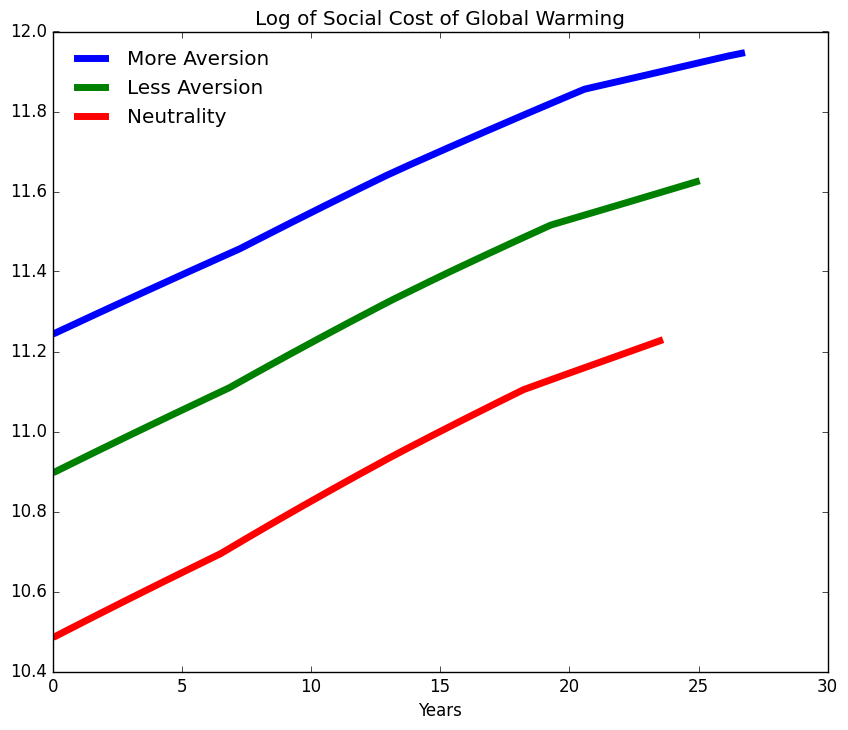 Log of Social Cost of Global Warming
12.0
11.8
11.6
11.4
11.2
11.0
10.8
10.6
10.4
More Aversion
Less Aversion
Neutrality
0 5 10 15 20 25 30
Years